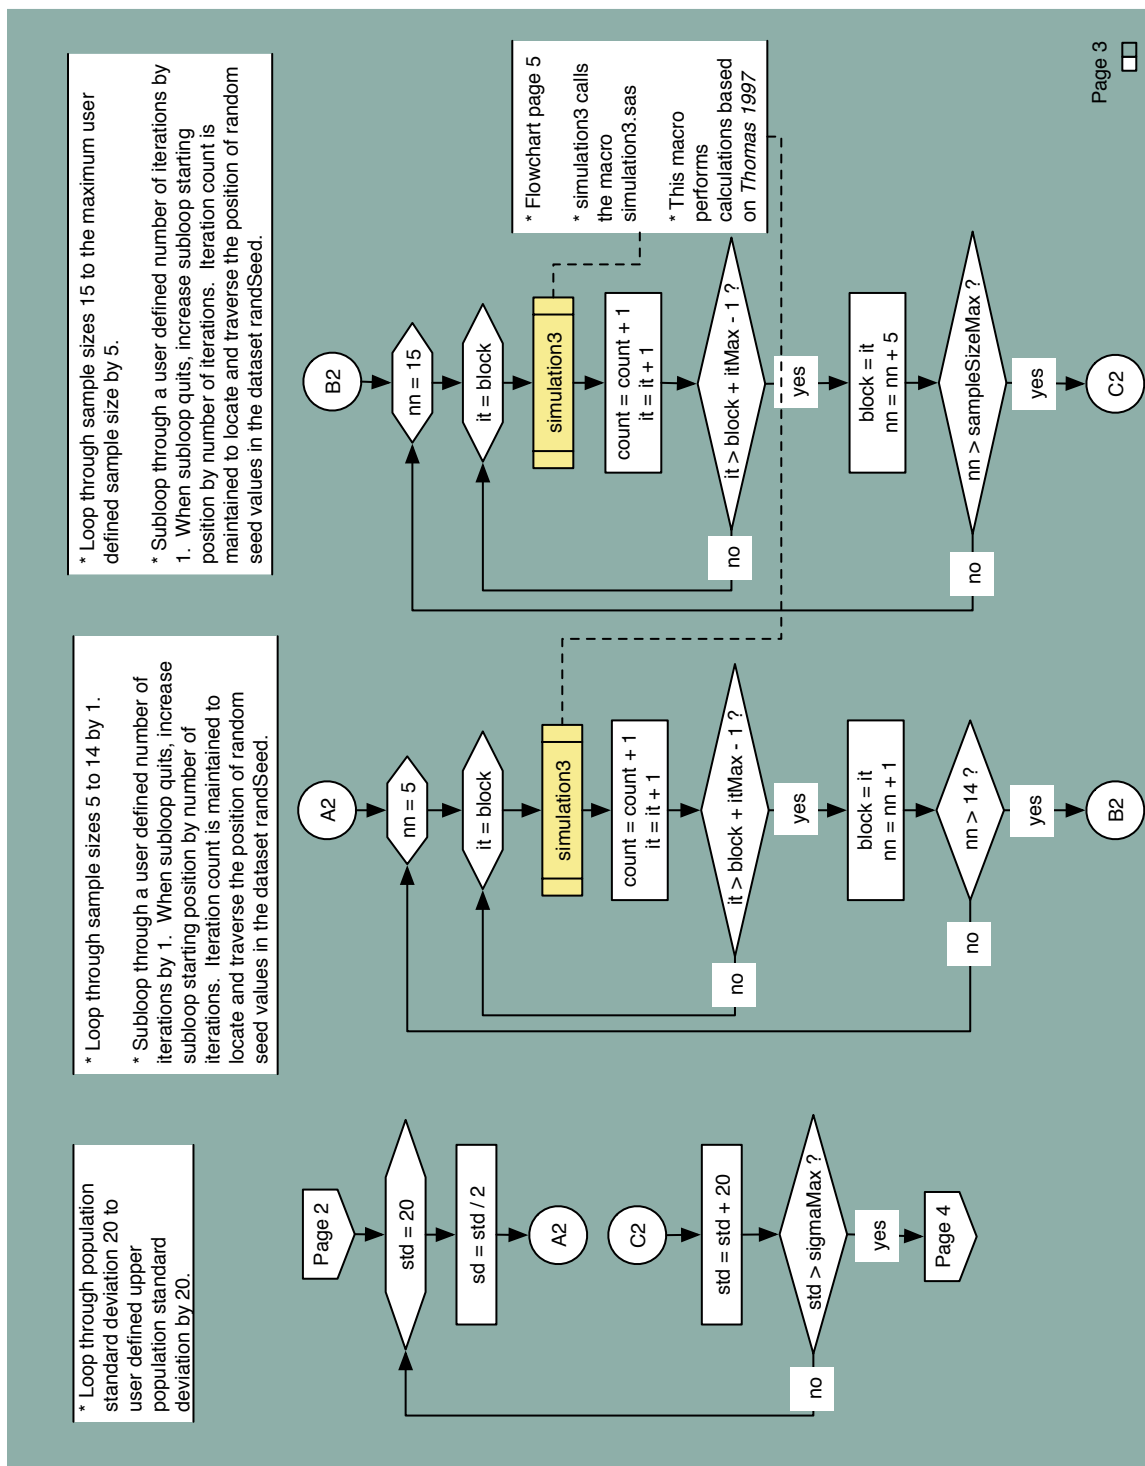 * Loop through population
standard deviation 20 to
user defined upper
population standard
deviation by 20.
Page 2
std = 20
sd = std / 2
A2
C2
std = std + 20
std > sigmaMax ?
no
yes
Page 4
* Loop through sample sizes 5 to 14 by 1.
* Subloop through a user defined number of
iterations by 1. When subloop quits, increase
subloop starting position by number of
iterations. Iteration count is maintained to
locate and traverse the position of random
seed values in the dataset randSeed.
A2
nn = 5
it = block
simulation3
count = count + 1
it = it + 1
it > block + itMax - 1 ?
no
yes
block = it
nn = nn + 1
nn > 14 ?
no
yes
B2
* Loop through sample sizes 15 to the maximum user
defined sample size by 5.
* Subloop through a user defined number of iterations by
1. When subloop quits, increase subloop starting
position by number of iterations. Iteration count is
maintained to locate and traverse the position of random
seed values in the dataset randSeed.
B2
nn = 15
it = block
simulation3
count = count + 1
it = it + 1
it > block + itMax - 1 ?
no
yes
block = it
nn = nn + 5
nn > sampleSizeMax ?
no
yes
C2
* Flowchart page 5
* simulation3 calls
the macro
simulation3.sas
* This macro
performs
calculations based
on Thomas 1997
Page 3